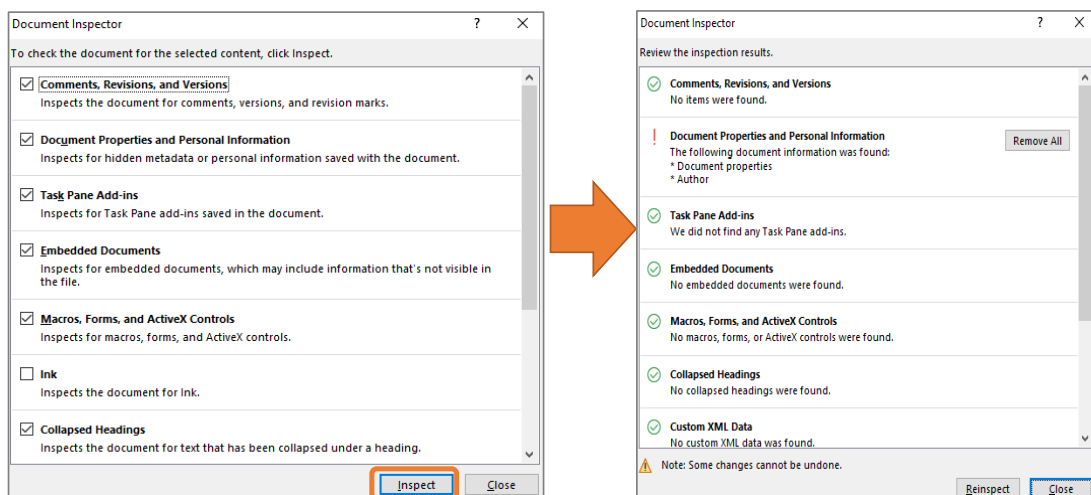 Document Inspector ? X
To check the document for the selected content, click Inspect.
Comments, Revisions, and Versions
Inspects the document for comments, versions, and revision marks.
Document Properties and Personal Information
Inspects for hidden metadata or personal information saved with the document.
Task Pane Add-ins
Inspects for Task Pane add-ins saved in the document.
Embedded Documents
Inspects for embedded documents, which may include information that's not visible in
the file.
Macros, Forms, and ActiveX Controls
Inspects for macros, forms, and ActiveX controls.
Ink
Inspects the document for Ink.
Collapsed Headings
Inspects the document for text that has been collapsed under a heading.
Inspect
Close
Document Inspector ? X
Review the inspection results.
Comments, Revisions, and Versions
No items were found.
! Document Properties and Personal Information
Remove All
The following document information was found:
* Document properties
* Author
Task Pane Add-ins
We did not find any Task Pane add-ins.
Embedded Documents
No embedded documents were found.
Macros, Forms, and ActiveX Controls
No macros, forms, or ActiveX controls were found.
Collapsed Headings
No collapsed headings were found.
Custom XML Data
No custom XML data was found.
! Note: Some changes cannot be undone.
Reinspect
Close